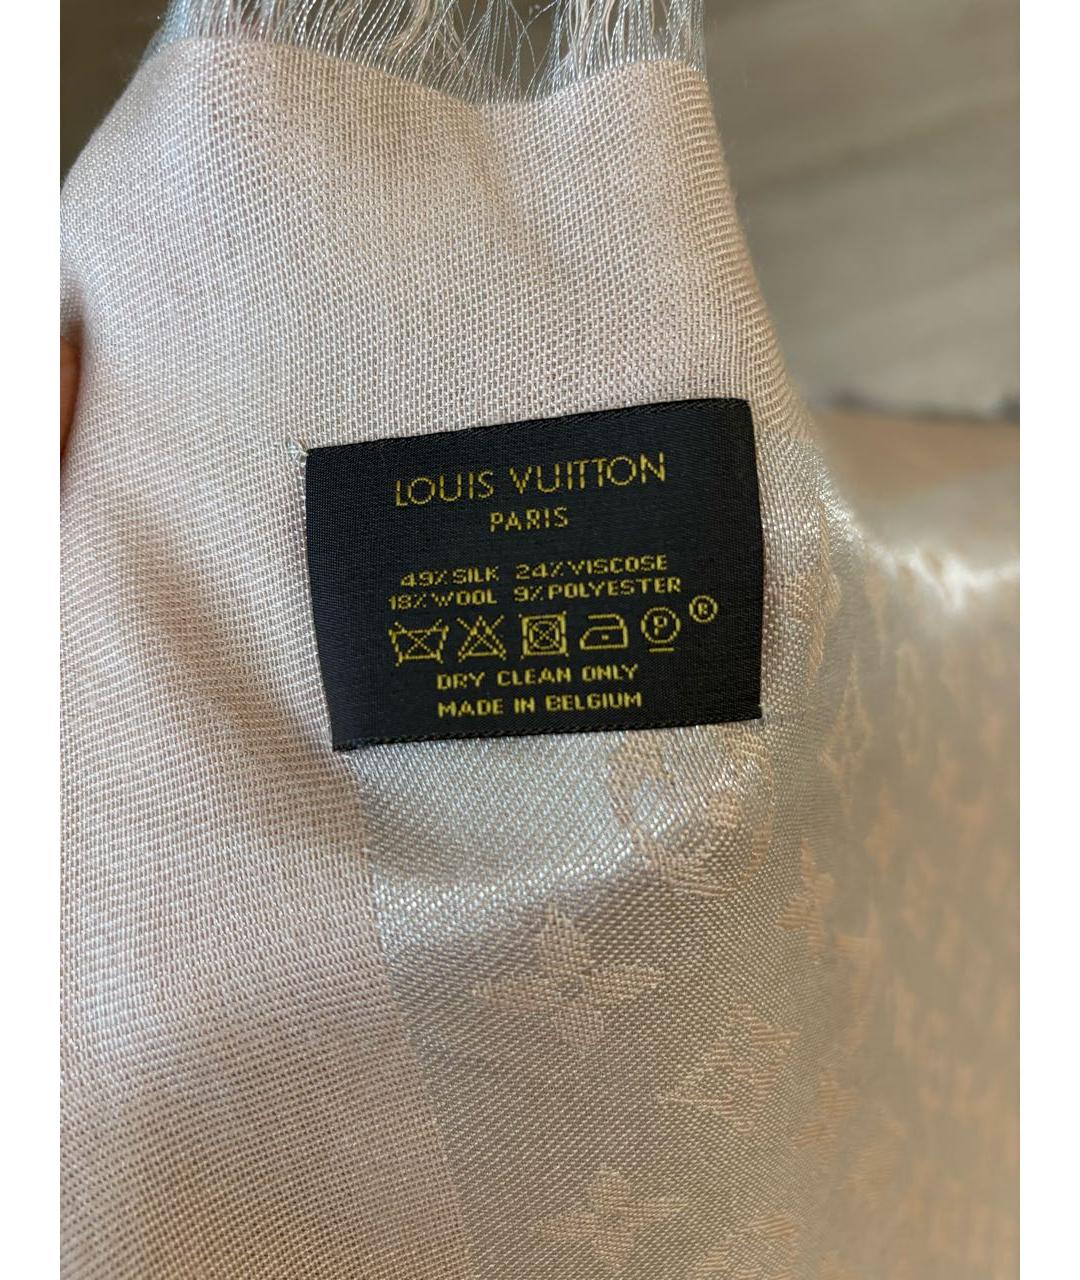 LOUIS VUITTON
PARIS
49% SILK 24% VISCOSE
18% WOOL 9% POLYESTER
P ®
DRY CLEAN ONLY
MADE IN BELGIUM